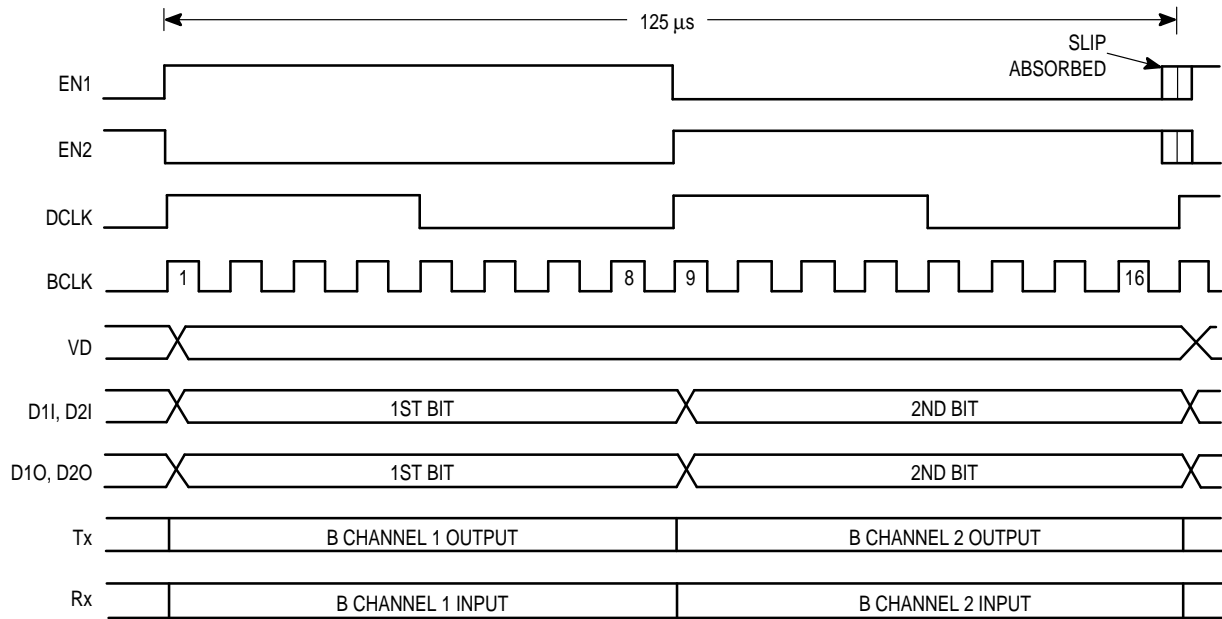 125 μs
SLIP
ABSORBED
EN1
EN2
DCLK
BCLK 1 8 9 16
VD
D1I, D2I 1ST BIT 2ND BIT
D1O, D2O 1ST BIT 2ND BIT
Tx B CHANNEL 1 OUTPUT B CHANNEL 2 OUTPUT
Rx B CHANNEL 1 INPUT B CHANNEL 2 INPUT